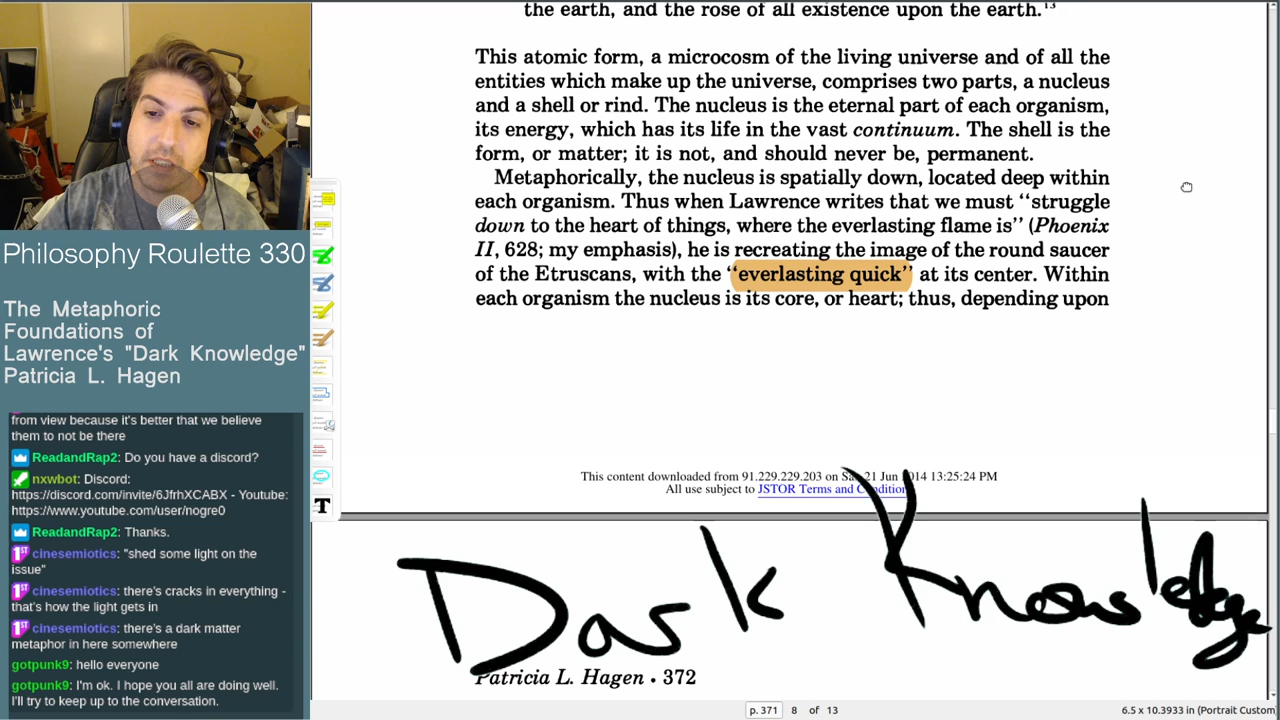 the earth, and the rose of all existence upon the earth.¹³
This atomic form, a microcosm of the living universe and of all the
entities which make up the universe, comprises two parts, a nucleus
and a shell or rind. The nucleus is the eternal part of each organism,
its energy, which has its life in the vast continuum. The shell is the
form, or matter; it is not, and should never be, permanent.
Metaphorically, the nucleus is spatially down, located deep within
each organism. Thus when Lawrence writes that we must “struggle
down to the heart of things, where the everlasting flame is” (Phoenix
II, 628; my emphasis), he is recreating the image of the round saucer
of the Etruscans, with the “everlasting quick” at its center. Within
each organism the nucleus is its core, or heart; thus, depending upon
This content downloaded from 91.229.229.203 on Sat, 21 Jun 2014 13:25:24 PM
All use subject to JSTOR Terms and Conditions
Dark Knowledge
Patricia L. Hagen • 372
p. 371 8 of 13 6.5 x 10.3933 in (Portrait Custom
Philosophy Roulette 330
The Metaphoric
Foundations of
Lawrence's "Dark Knowledge"
Patricia L. Hagen
from view because it's better that we believe
them to not be there
ReadandRap2: Do you have a discord?
nxwbot: Discord:
https://discord.com/invite/6JfrhXCABX - Youtube:
https://www.youtube.com/user/nogre0
ReadandRap2: Thanks.
cinesemiotics: "shed some light on the
issue"
cinesemiotics: there's cracks in everything -
that's how the light gets in
cinesemiotics: there's a dark matter
metaphor in here somewhere
gotpunk9: hello everyone
gotpunk9: I'm ok. I hope you all are doing well.
I'll try to keep up to the conversation.
T